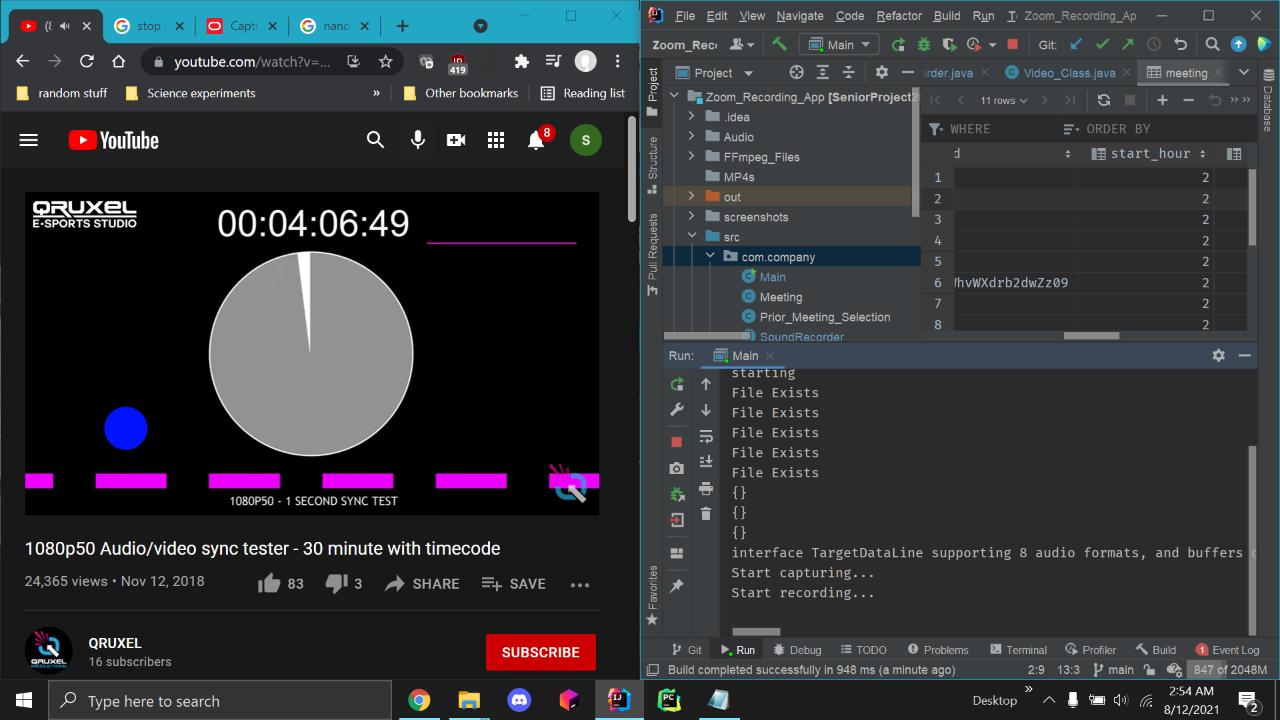 stop
Capt
nano
youtube.com/watch?v=...
419
random stuff
Science experiments
»
Other bookmarks
Reading list
YouTube
8
S
QRUXEL
E-SPORTS STUDIO
00:04:06:49
1080P50 - 1 SECOND SYNC TEST
1080p50 Audio/video sync tester - 30 minute with timecode
24,365 views • Nov 12, 2018
83
3
SHARE
SAVE
QRUXEL
16 subscribers
SUBSCRIBE
File Edit View Navigate Code Refactor Build Run Zoom_Recording_Ap
Zoom_Reco
Main
Git:
Project
Zoom_Recording_App [SeniorProject2
.idea
Audio
FFmpeg_Files
MP4s
out
screenshots
src
com.company
Main
Meeting
Prior_Meeting_Selection
SoundRecorder
Project
Structure
Pull Requests
Favorites
rder.java
Video_Class.java
meeting
Database
11 rows
WHERE
ORDER BY
d
start_hour
1 2
2 2
3 2
4 2
5 2
6 hvWXdrb2dwZz09 2
7 2
8 2
Run:
Main
starting
File Exists
File Exists
File Exists
File Exists
File Exists
{}
{}
{}
interface TargetDataLine supporting 8 audio formats, and buffers
Start capturing...
Start recording...
Git
Run
Debug
TODO
Problems
Terminal
Profiler
Build
1
Event Log
Build completed successfully in 948 ms (a minute ago)
2:9
13:3
main
847 of 2048M
Type here to search
Desktop
»
2:54 AM
8/12/2021
2